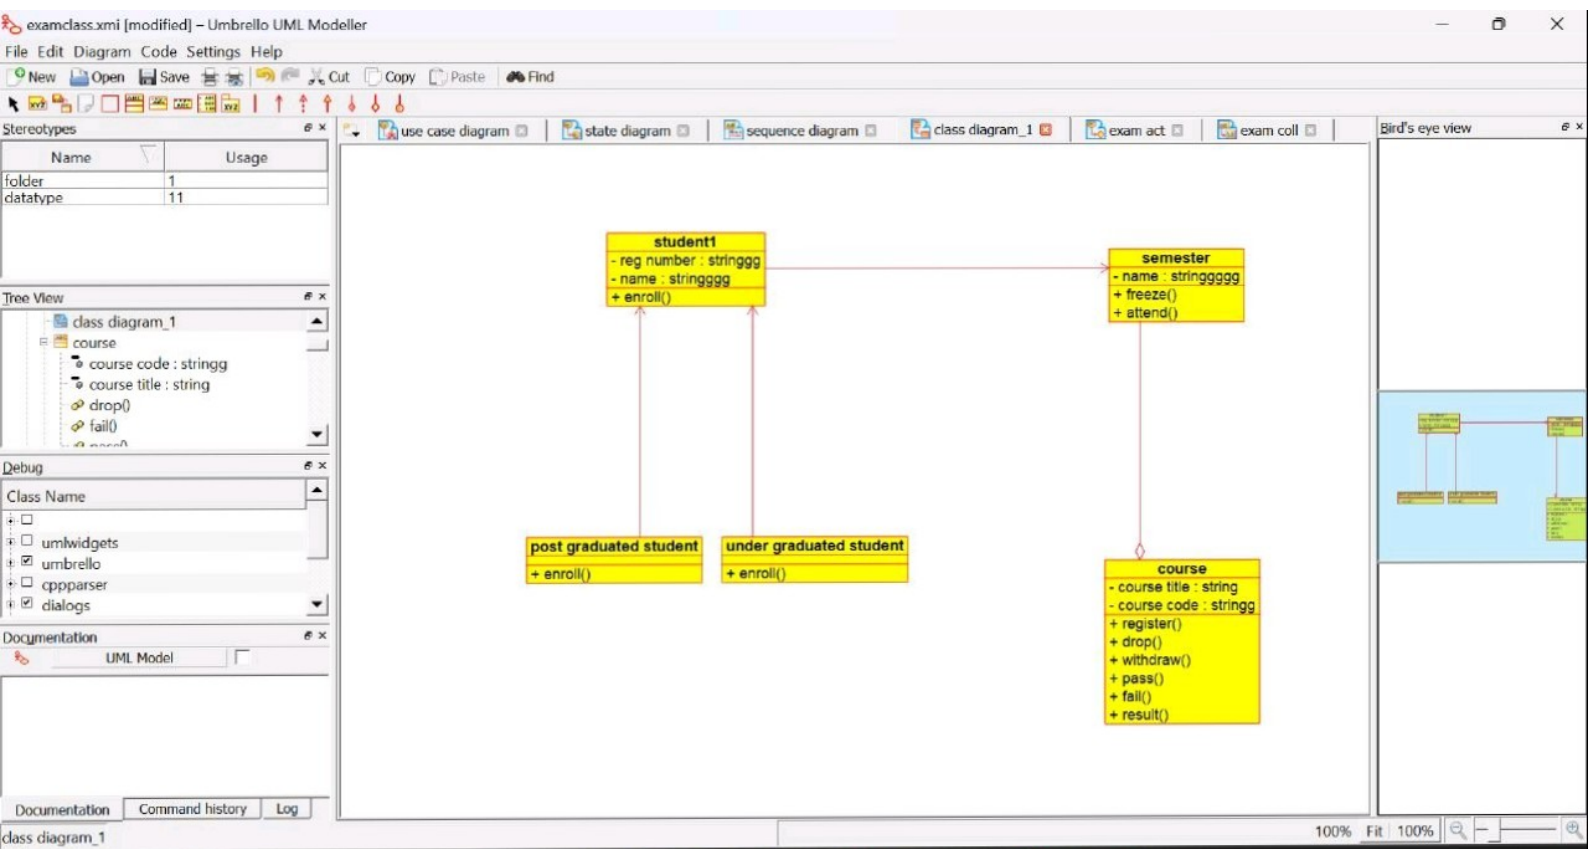 examclass.xmi [modified] – Umbrello UML Modeller
File Edit Diagram Code Settings Help
New Open Save Cut Copy Paste Find
Stereotypes
Name Usage
folder 1
datatype 11
Tree View
class diagram_1
course
course code : stringg
course title : string
drop()
fail()
Debug
Class Name
umlwidgets
umbrello
cppparser
dialogs
Documentation
UML Model
Documentation Command history Log
class diagram_1
use case diagram state diagram sequence diagram class diagram_1 exam act exam coll
student1
- reg number : stringgg
- name : stringggg
+ enroll()
semester
- name : stringgggg
+ freeze()
+ attend()
post graduated student
+ enroll()
under graduated student
+ enroll()
course
- course title : string
- course code : stringg
+ register()
+ drop()
+ withdraw()
+ pass()
+ fail()
+ result()
Bird's eye view
100% Fit 100%